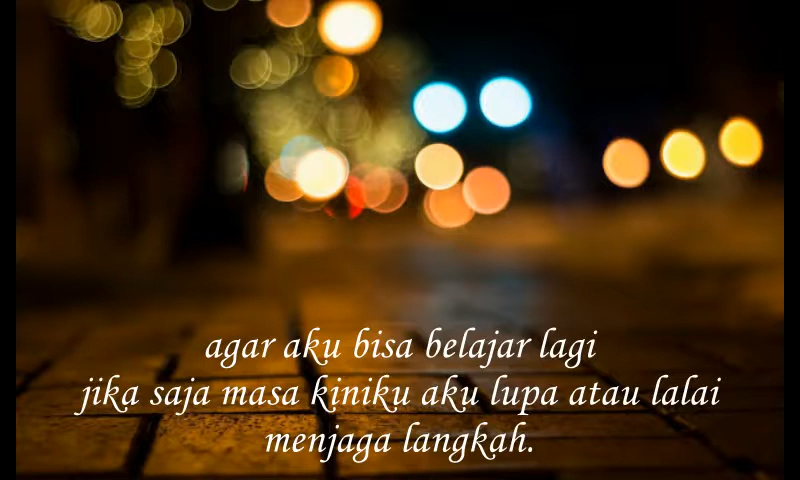 agar aku bisa belajar lagi
jika saja masa kiniku aku lupa atau lalai
menjaga langkah.